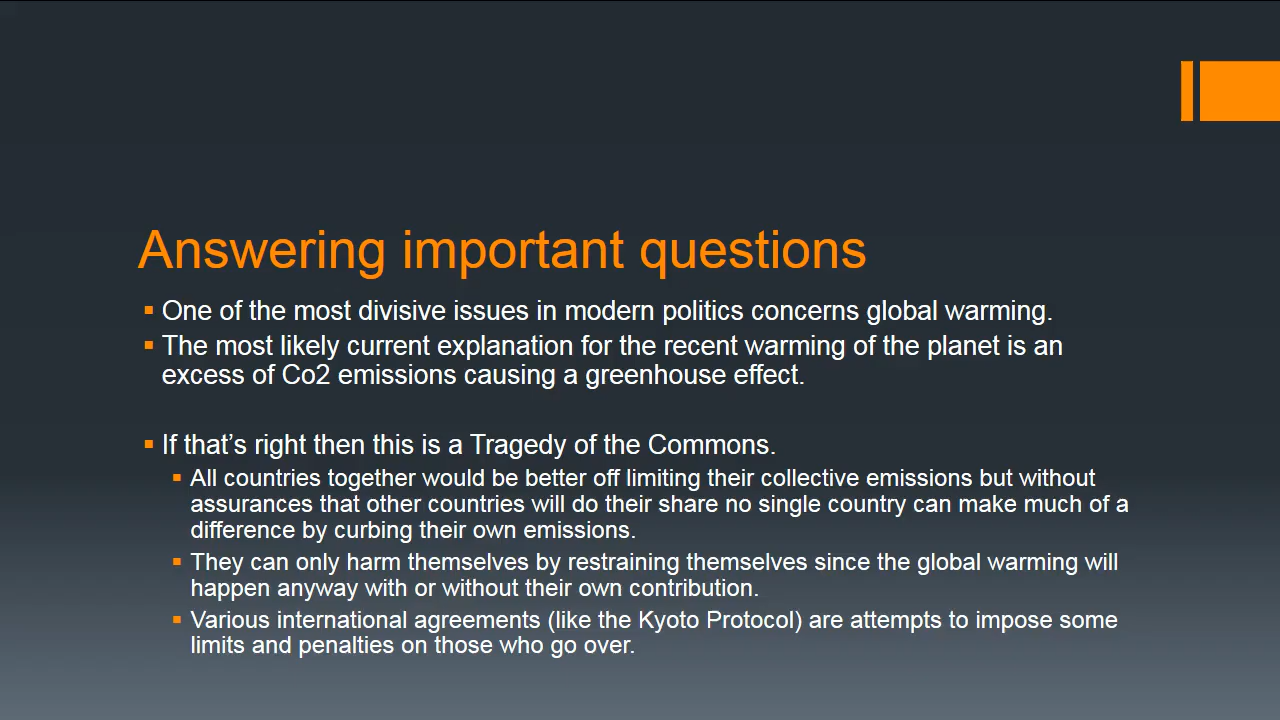 Answering important questions
One of the most divisive issues in modern politics concerns global warming.
The most likely current explanation for the recent warming of the planet is an
excess of Co2 emissions causing a greenhouse effect.
If that’s right then this is a Tragedy of the Commons.
All countries together would be better off limiting their collective emissions but without
assurances that other countries will do their share no single country can make much of a
difference by curbing their own emissions.
They can only harm themselves by restraining themselves since the global warming will
happen anyway with or without their own contribution.
Various international agreements (like the Kyoto Protocol) are attempts to impose some
limits and penalties on those who go over.